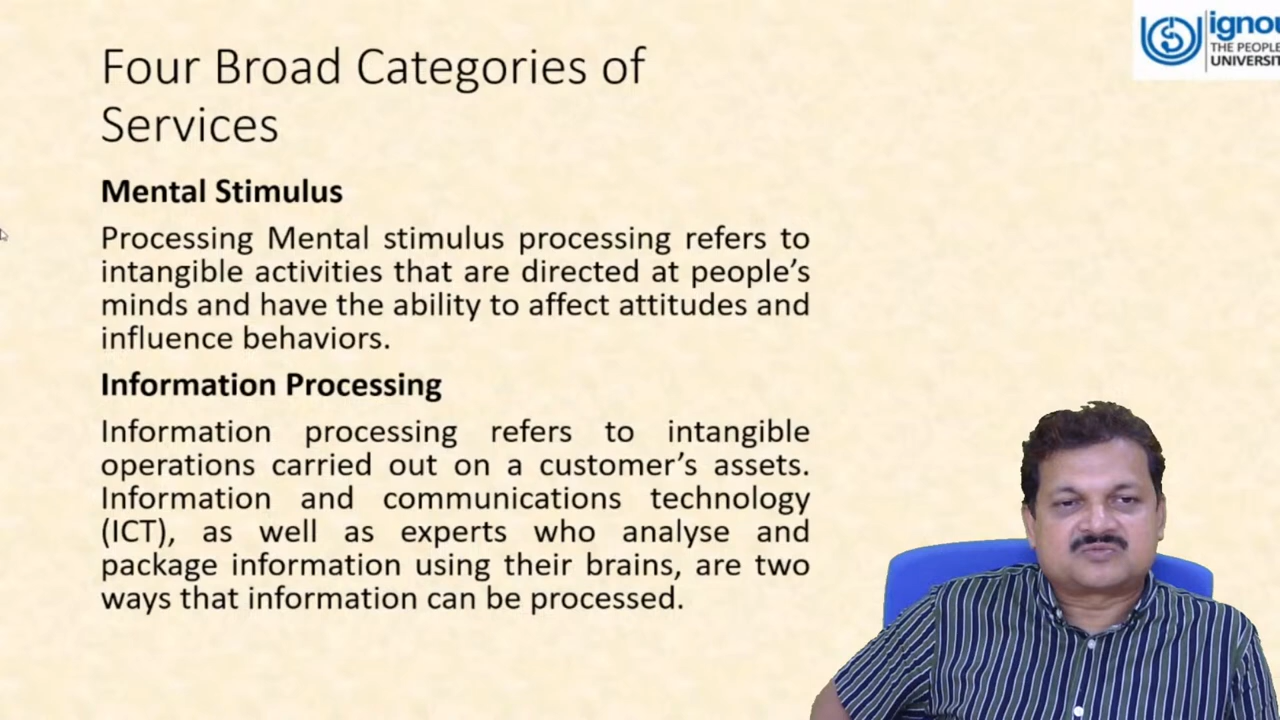 Four Broad Categories of
Services
Mental Stimulus
Processing Mental stimulus processing refers to
intangible activities that are directed at people's
minds and have the ability to affect attitudes and
influence behaviors.
Information Processing
Information processing refers to intangible
operations carried out on a customer's assets.
Information and communications technology
(ICT), as well as experts who analyse and
package information using their brains, are two
ways that information can be processed.
ignou
THE PEOPLE
UNIVERSIT